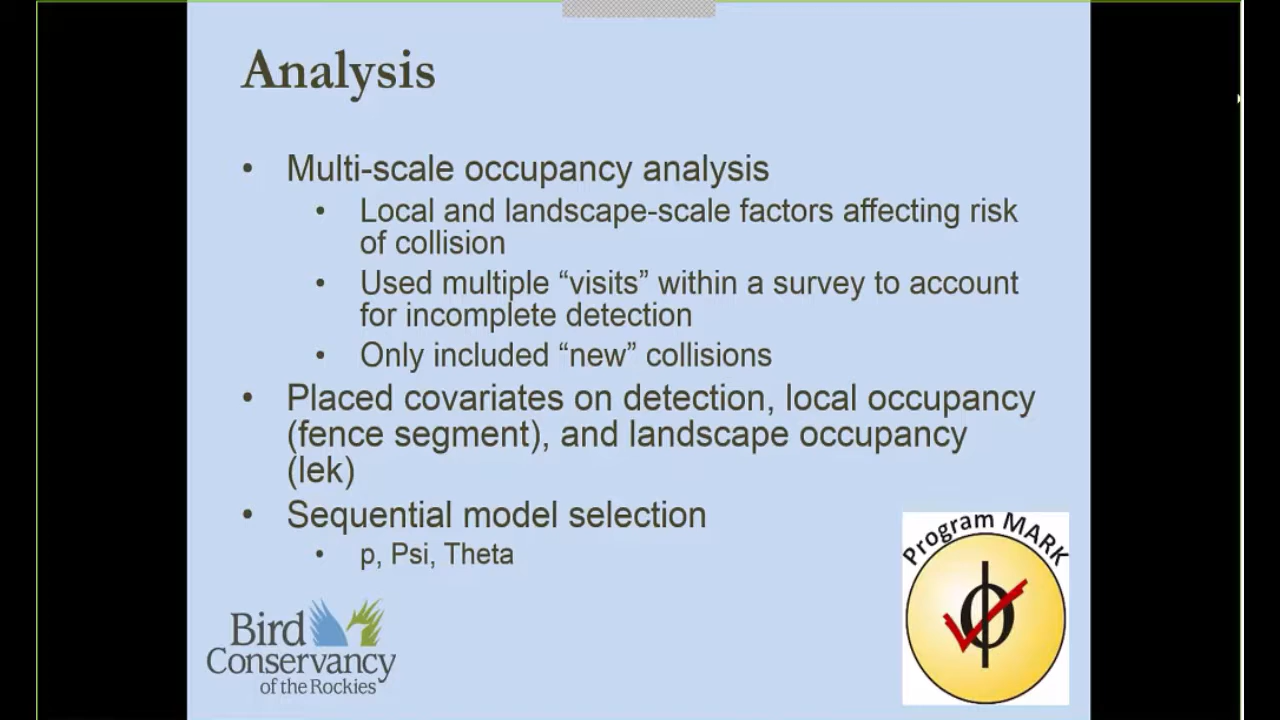 Analysis
• Multi-scale occupancy analysis
• Local and landscape-scale factors affecting risk
of collision
• Used multiple “visits” within a survey to account
for incomplete detection
• Only included “new” collisions
• Placed covariates on detection, local occupancy
(fence segment), and landscape occupancy
(lek)
• Sequential model selection
• p, Psi, Theta
Program MARK
Φ
Bird
Conservancy
of the Rockies